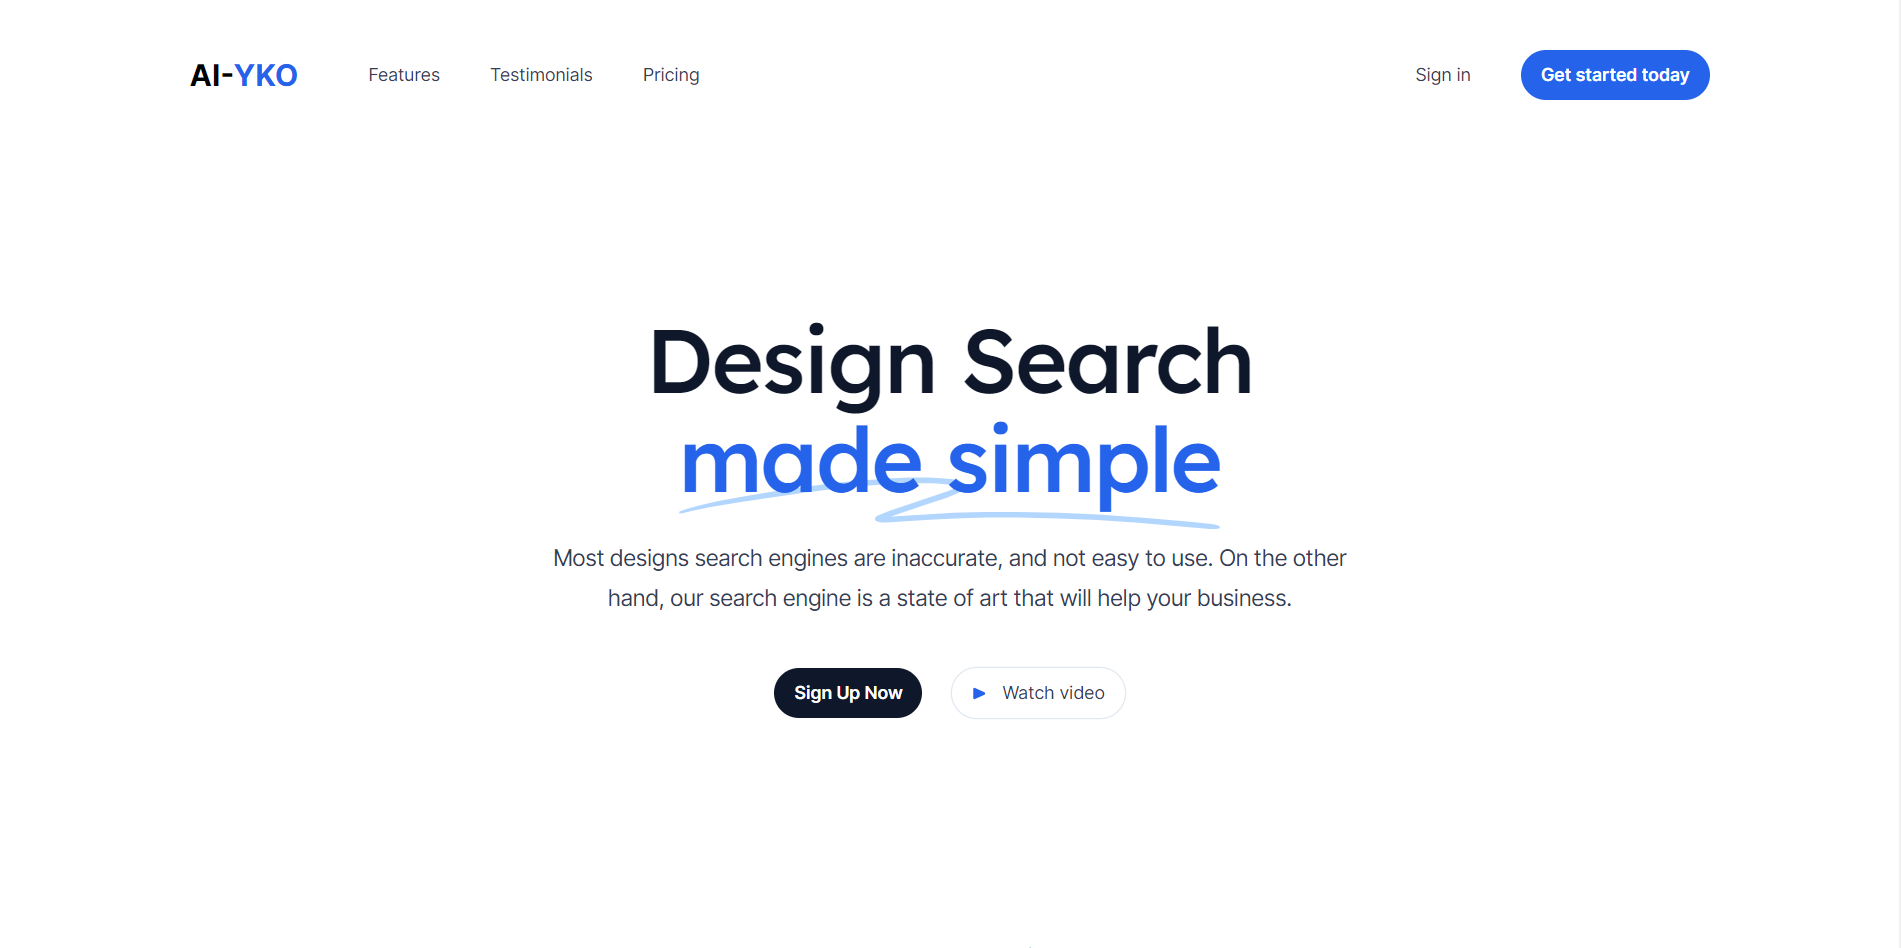 AI-YKO
Features
Testimonials
Pricing
Sign in
Get started today
Design Search
made simple
Most designs search engines are inaccurate, and not easy to use. On the other
hand, our search engine is a state of art that will help your business.
Sign Up Now
Watch video